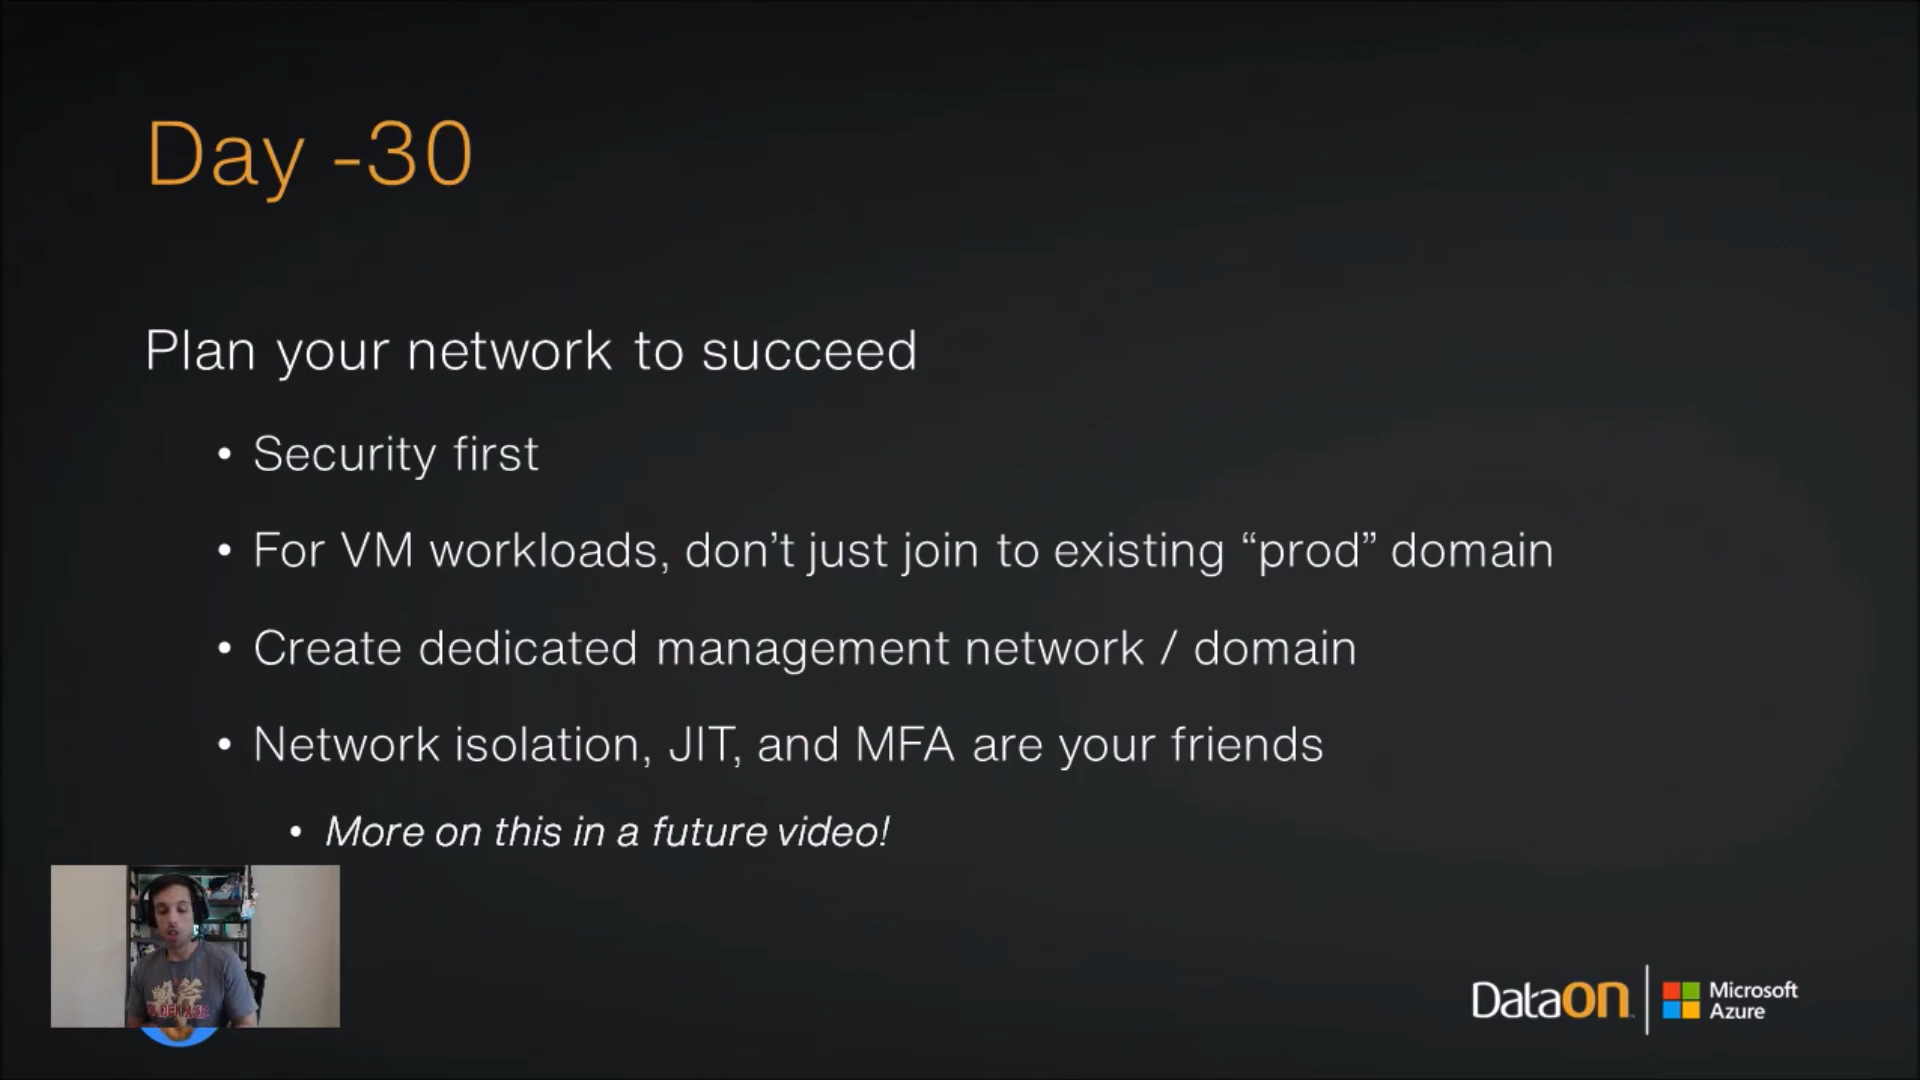 Day -30
Plan your network to succeed
• Security first
• For VM workloads, don’t just join to existing “prod” domain
• Create dedicated management network / domain
• Network isolation, JIT, and MFA are your friends
• More on this in a future video!
DataON
Microsoft
Azure